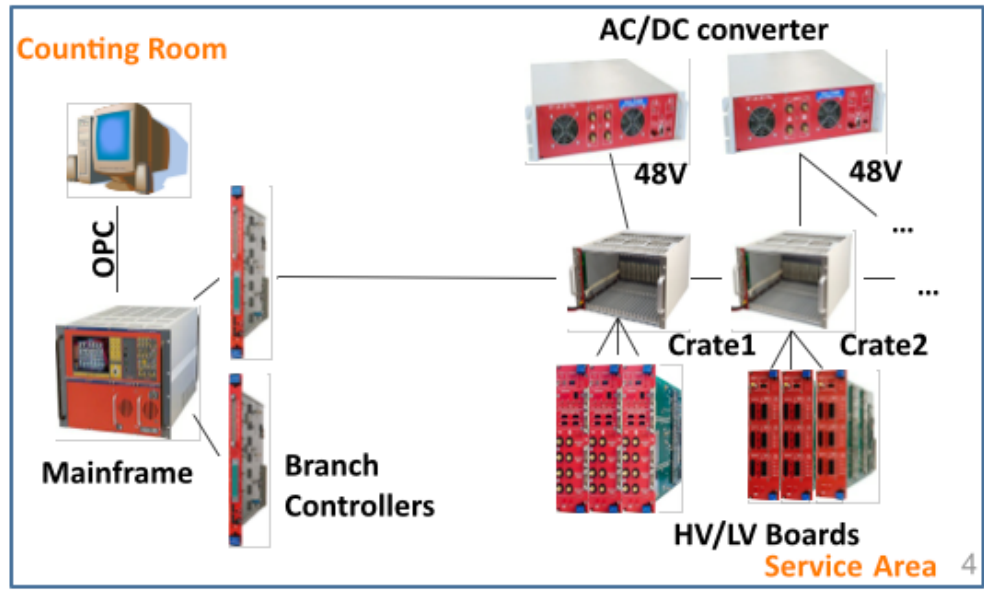 AC/DC converter
Counting Room
48V
48V
OPC
...
...
Crate1
Crate2
Mainframe
Branch
Controllers
HV/LV Boards
Service Area
4